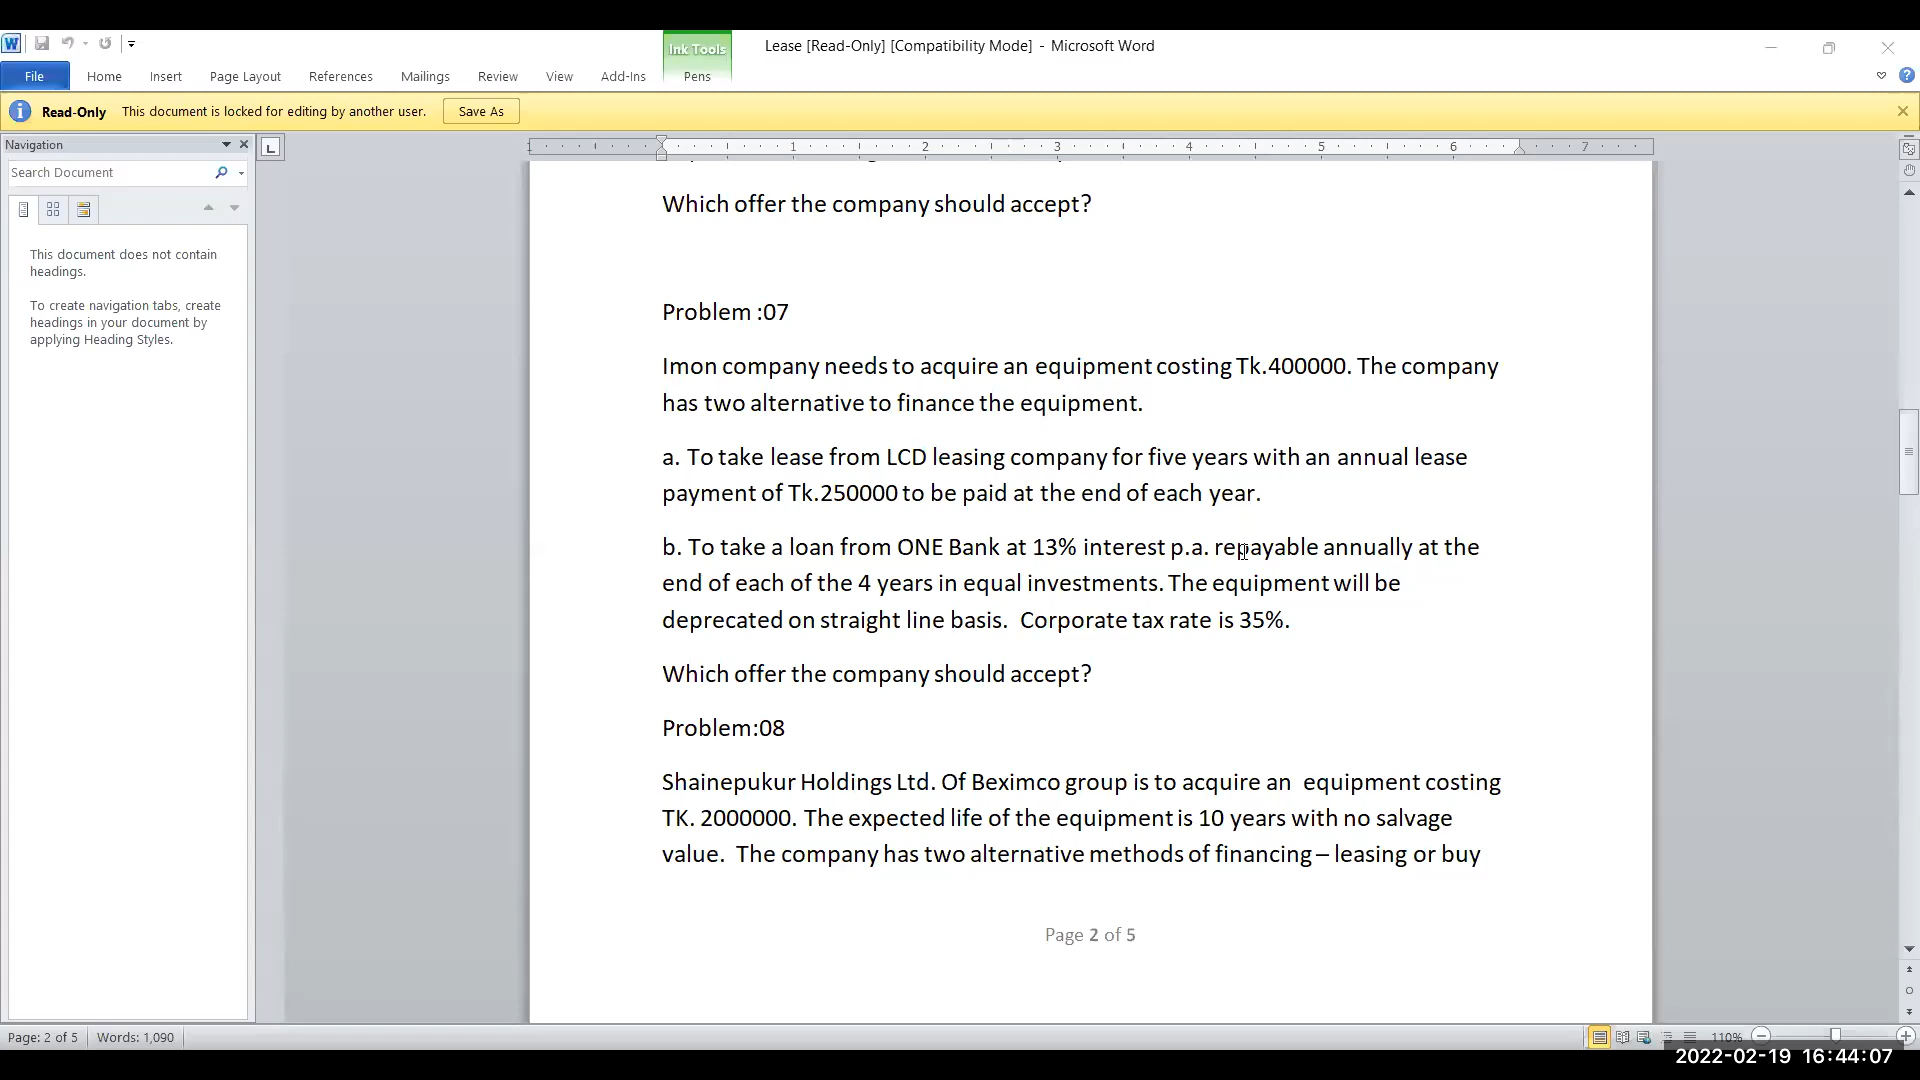 Lease [Read-Only] [Compatibility Mode] - Microsoft Word
Ink Tools
File Home Insert Page Layout References Mailings Review View Add-Ins Pens
Read-Only This document is locked for editing by another user. Save As
Navigation
Search Document
This document does not contain
headings.
To create navigation tabs, create
headings in your document by
applying Heading Styles.
1 1 2 3 4 5 6 7
Which offer the company should accept?
Problem :07
Imon company needs to acquire an equipment costing Tk.400000. The company
has two alternative to finance the equipment.
a. To take lease from LCD leasing company for five years with an annual lease
payment of Tk.250000 to be paid at the end of each year.
b. To take a loan from ONE Bank at 13% interest p.a. repayable annually at the
end of each of the 4 years in equal investments. The equipment will be
deprecated on straight line basis.  Corporate tax rate is 35%.
Which offer the company should accept?
Problem:08
Shainepukur Holdings Ltd. Of Beximco group is to acquire an  equipment costing
TK. 2000000. The expected life of the equipment is 10 years with no salvage
value.  The company has two alternative methods of financing – leasing or buy
Page 2 of 5
Page: 2 of 5 Words: 1,090 110%
2022-02-19 16:44:07